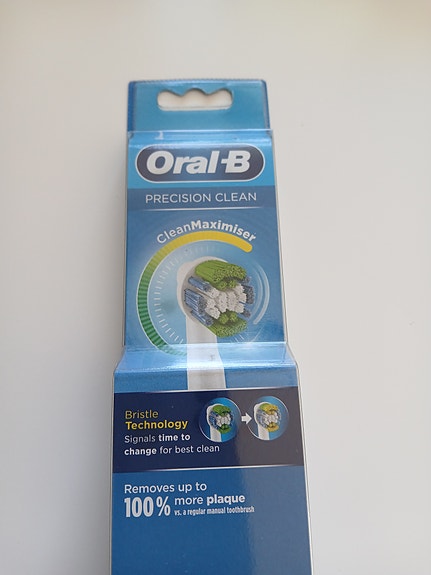 Oral-B
PRECISION CLEAN
CleanMaximiser
Bristle
Technology
Signals time to
change for best clean
Removes up to
100% more plaque
vs. a regular manual toothbrush